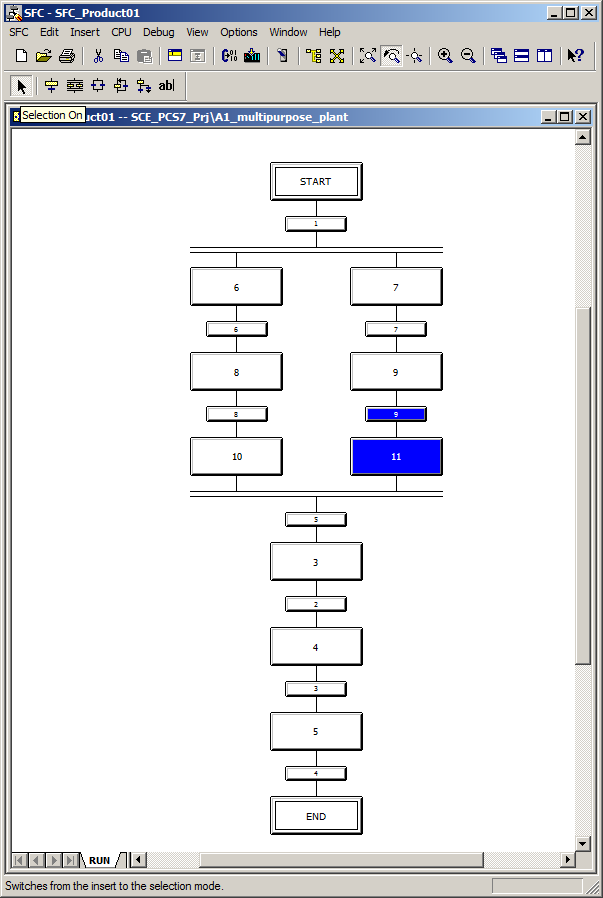 SFC - SFC_Product01
SFC Edit Insert CPU Debug View Options Window Help
abl
Selection On
uct01 -- SCE_PCS7_Prj\A1_multipurpose_plant
START
1
6 7
6 7
8 9
8 9
10 11
5
3
2
4
3
5
4
END
RUN
Switches from the insert to the selection mode.